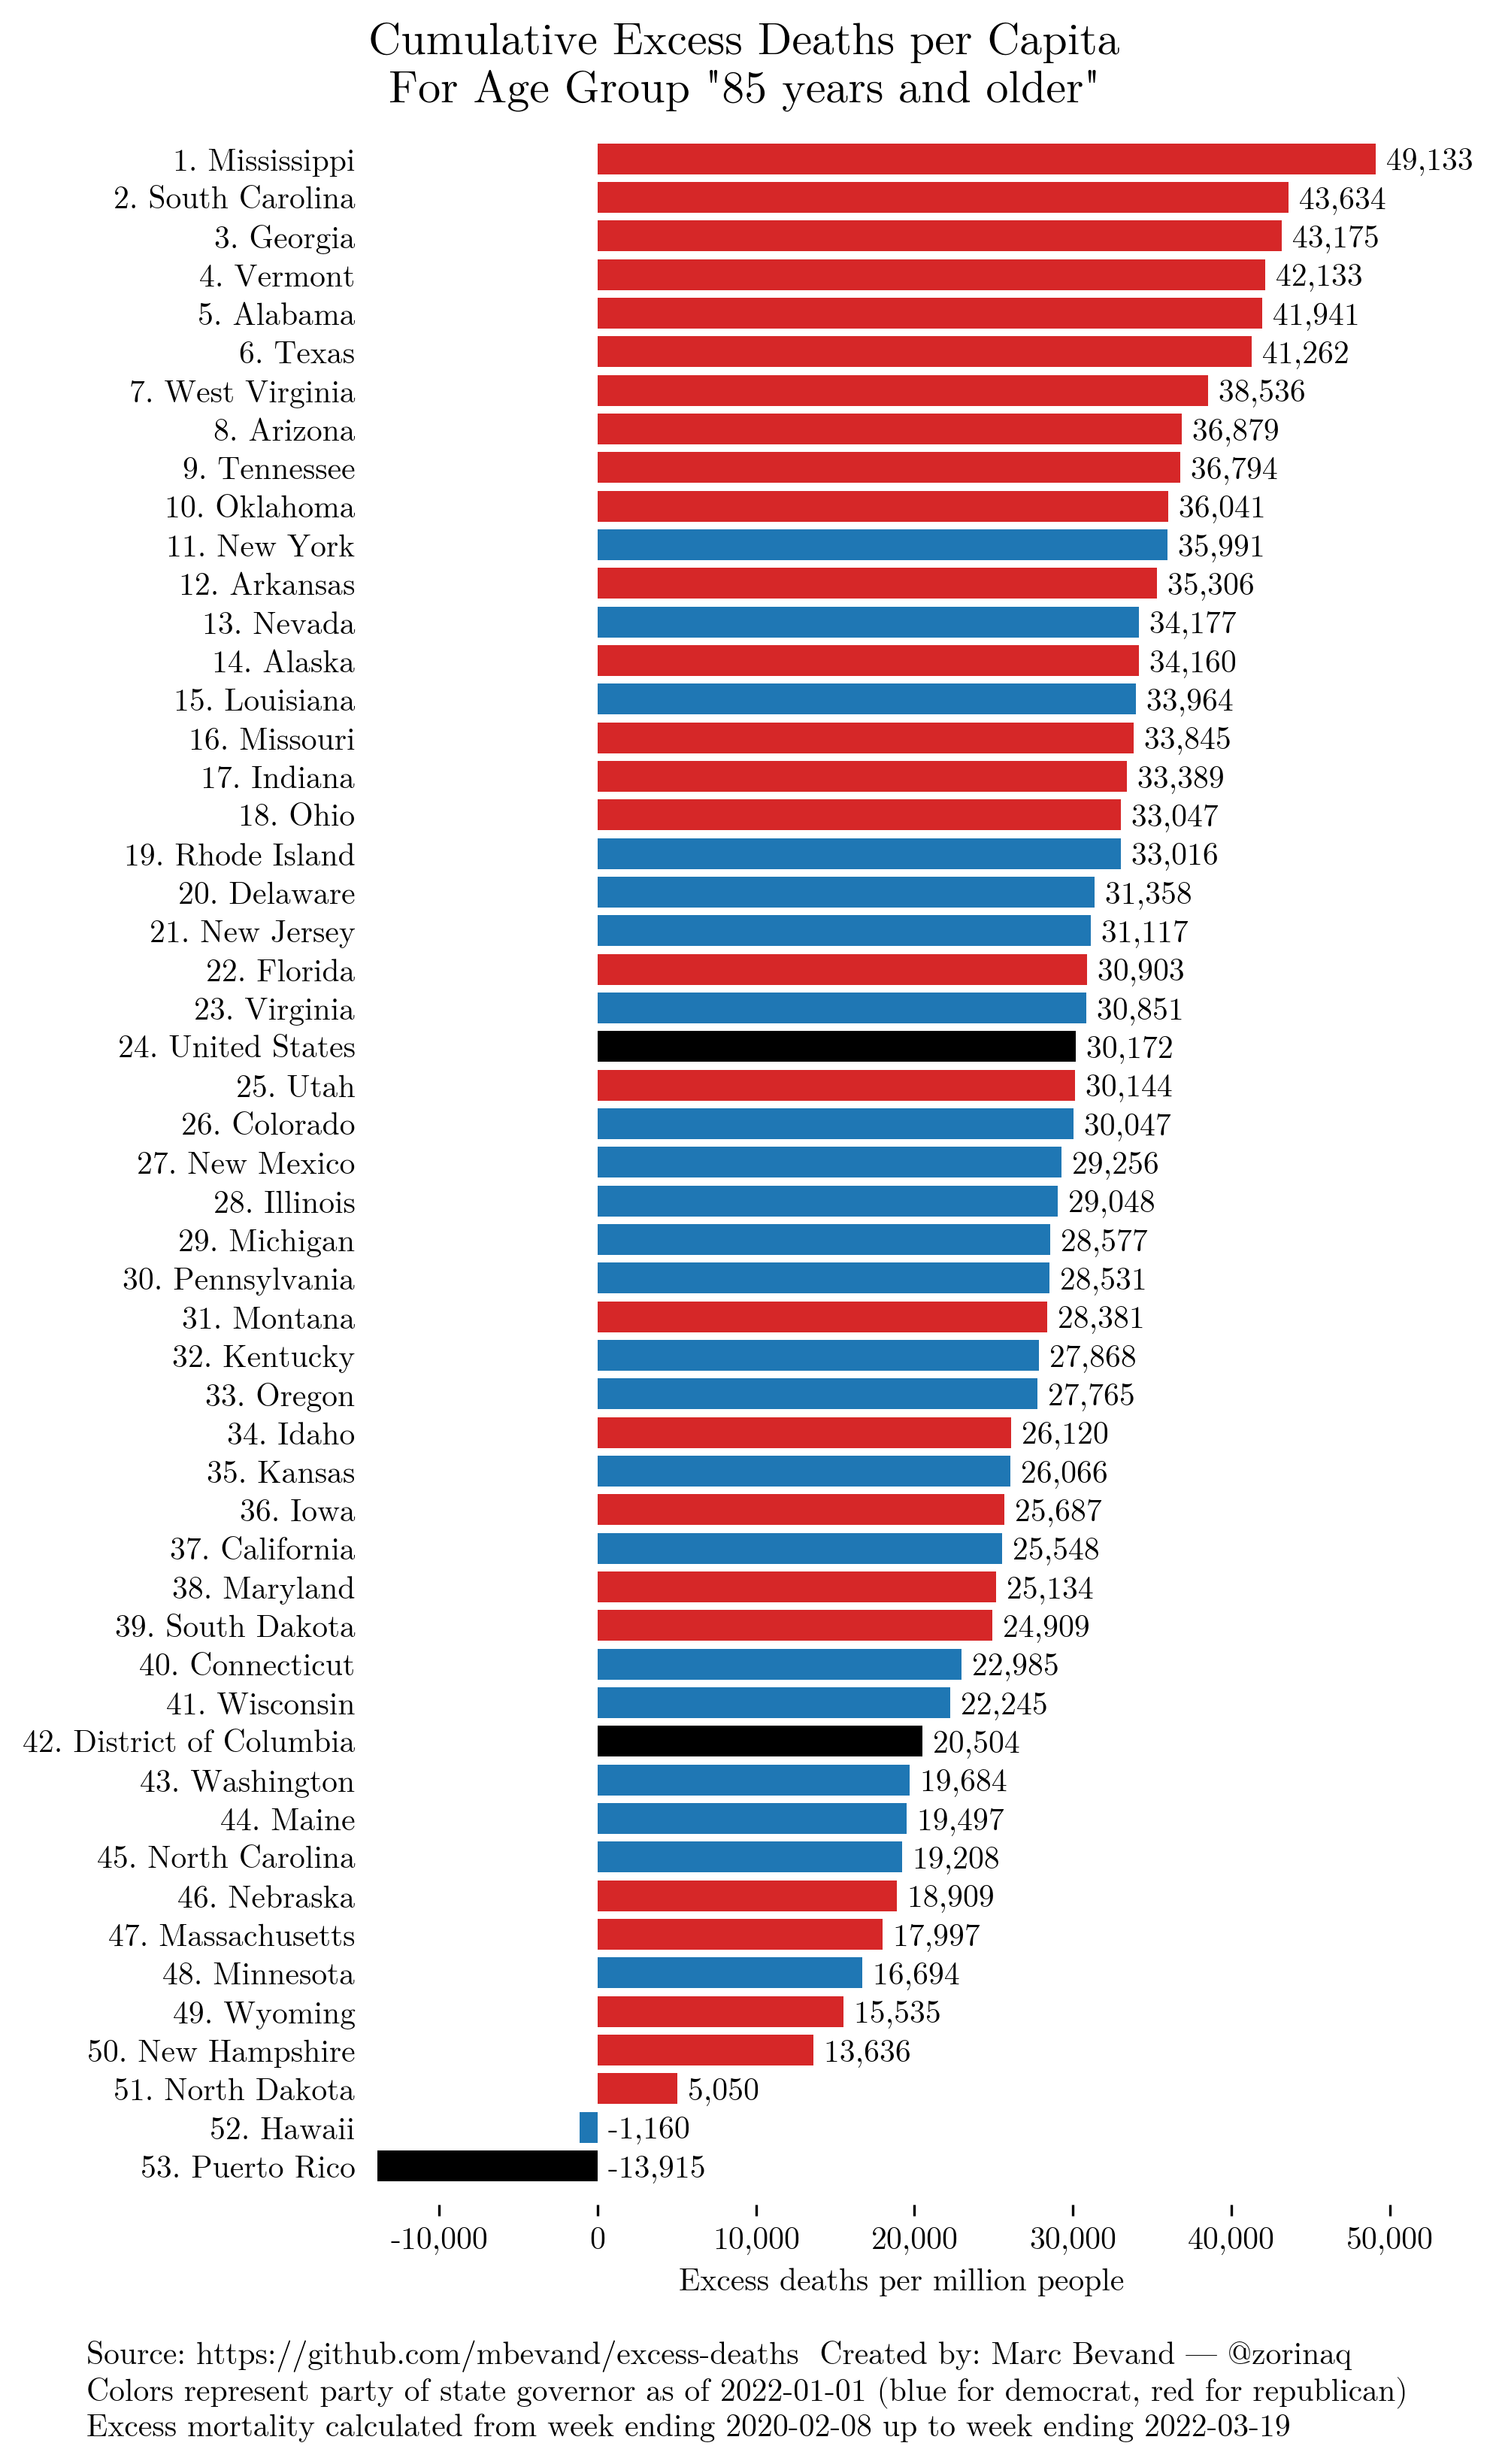 Cumulative Excess Deaths per Capita
For Age Group "85 years and older"
1. Mississippi 49,133
2. South Carolina 43,634
3. Georgia 43,175
4. Vermont 42,133
5. Alabama 41,941
6. Texas 41,262
7. West Virginia 38,536
8. Arizona 36,879
9. Tennessee 36,794
10. Oklahoma 36,041
11. New York 35,991
12. Arkansas 35,306
13. Nevada 34,177
14. Alaska 34,160
15. Louisiana 33,964
16. Missouri 33,845
17. Indiana 33,389
18. Ohio 33,047
19. Rhode Island 33,016
20. Delaware 31,358
21. New Jersey 31,117
22. Florida 30,903
23. Virginia 30,851
24. United States 30,172
25. Utah 30,144
26. Colorado 30,047
27. New Mexico 29,256
28. Illinois 29,048
29. Michigan 28,577
30. Pennsylvania 28,531
31. Montana 28,381
32. Kentucky 27,868
33. Oregon 27,765
34. Idaho 26,120
35. Kansas 26,066
36. Iowa 25,687
37. California 25,548
38. Maryland 25,134
39. South Dakota 24,909
40. Connecticut 22,985
41. Wisconsin 22,245
42. District of Columbia 20,504
43. Washington 19,684
44. Maine 19,497
45. North Carolina 19,208
46. Nebraska 18,909
47. Massachusetts 17,997
48. Minnesota 16,694
49. Wyoming 15,535
50. New Hampshire 13,636
51. North Dakota 5,050
52. Hawaii -1,160
53. Puerto Rico -13,915
-10,000 0 10,000 20,000 30,000 40,000 50,000
Excess deaths per million people
Source: https://github.com/mbevand/excess-deaths Created by: Marc Bevand — @zorinaq
Colors represent party of state governor as of 2022-01-01 (blue for democrat, red for republican)
Excess mortality calculated from week ending 2020-02-08 up to week ending 2022-03-19